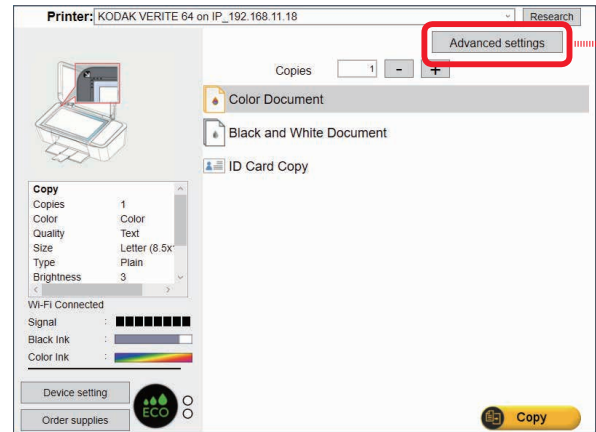 Printer: KODAK VERITE 64 on IP_192.168.11.18 Research
Advanced settings
Copies 1 - +
Color Document
Black and White Document
ID Card Copy
Copy
Copies 1
Color Color
Quality Text
Size Letter (8.5x
Type Plain
Brightness 3
Wi-Fi Connected
Signal :
Black Ink :
Color Ink :
Device setting
Order supplies
ECO
Copy